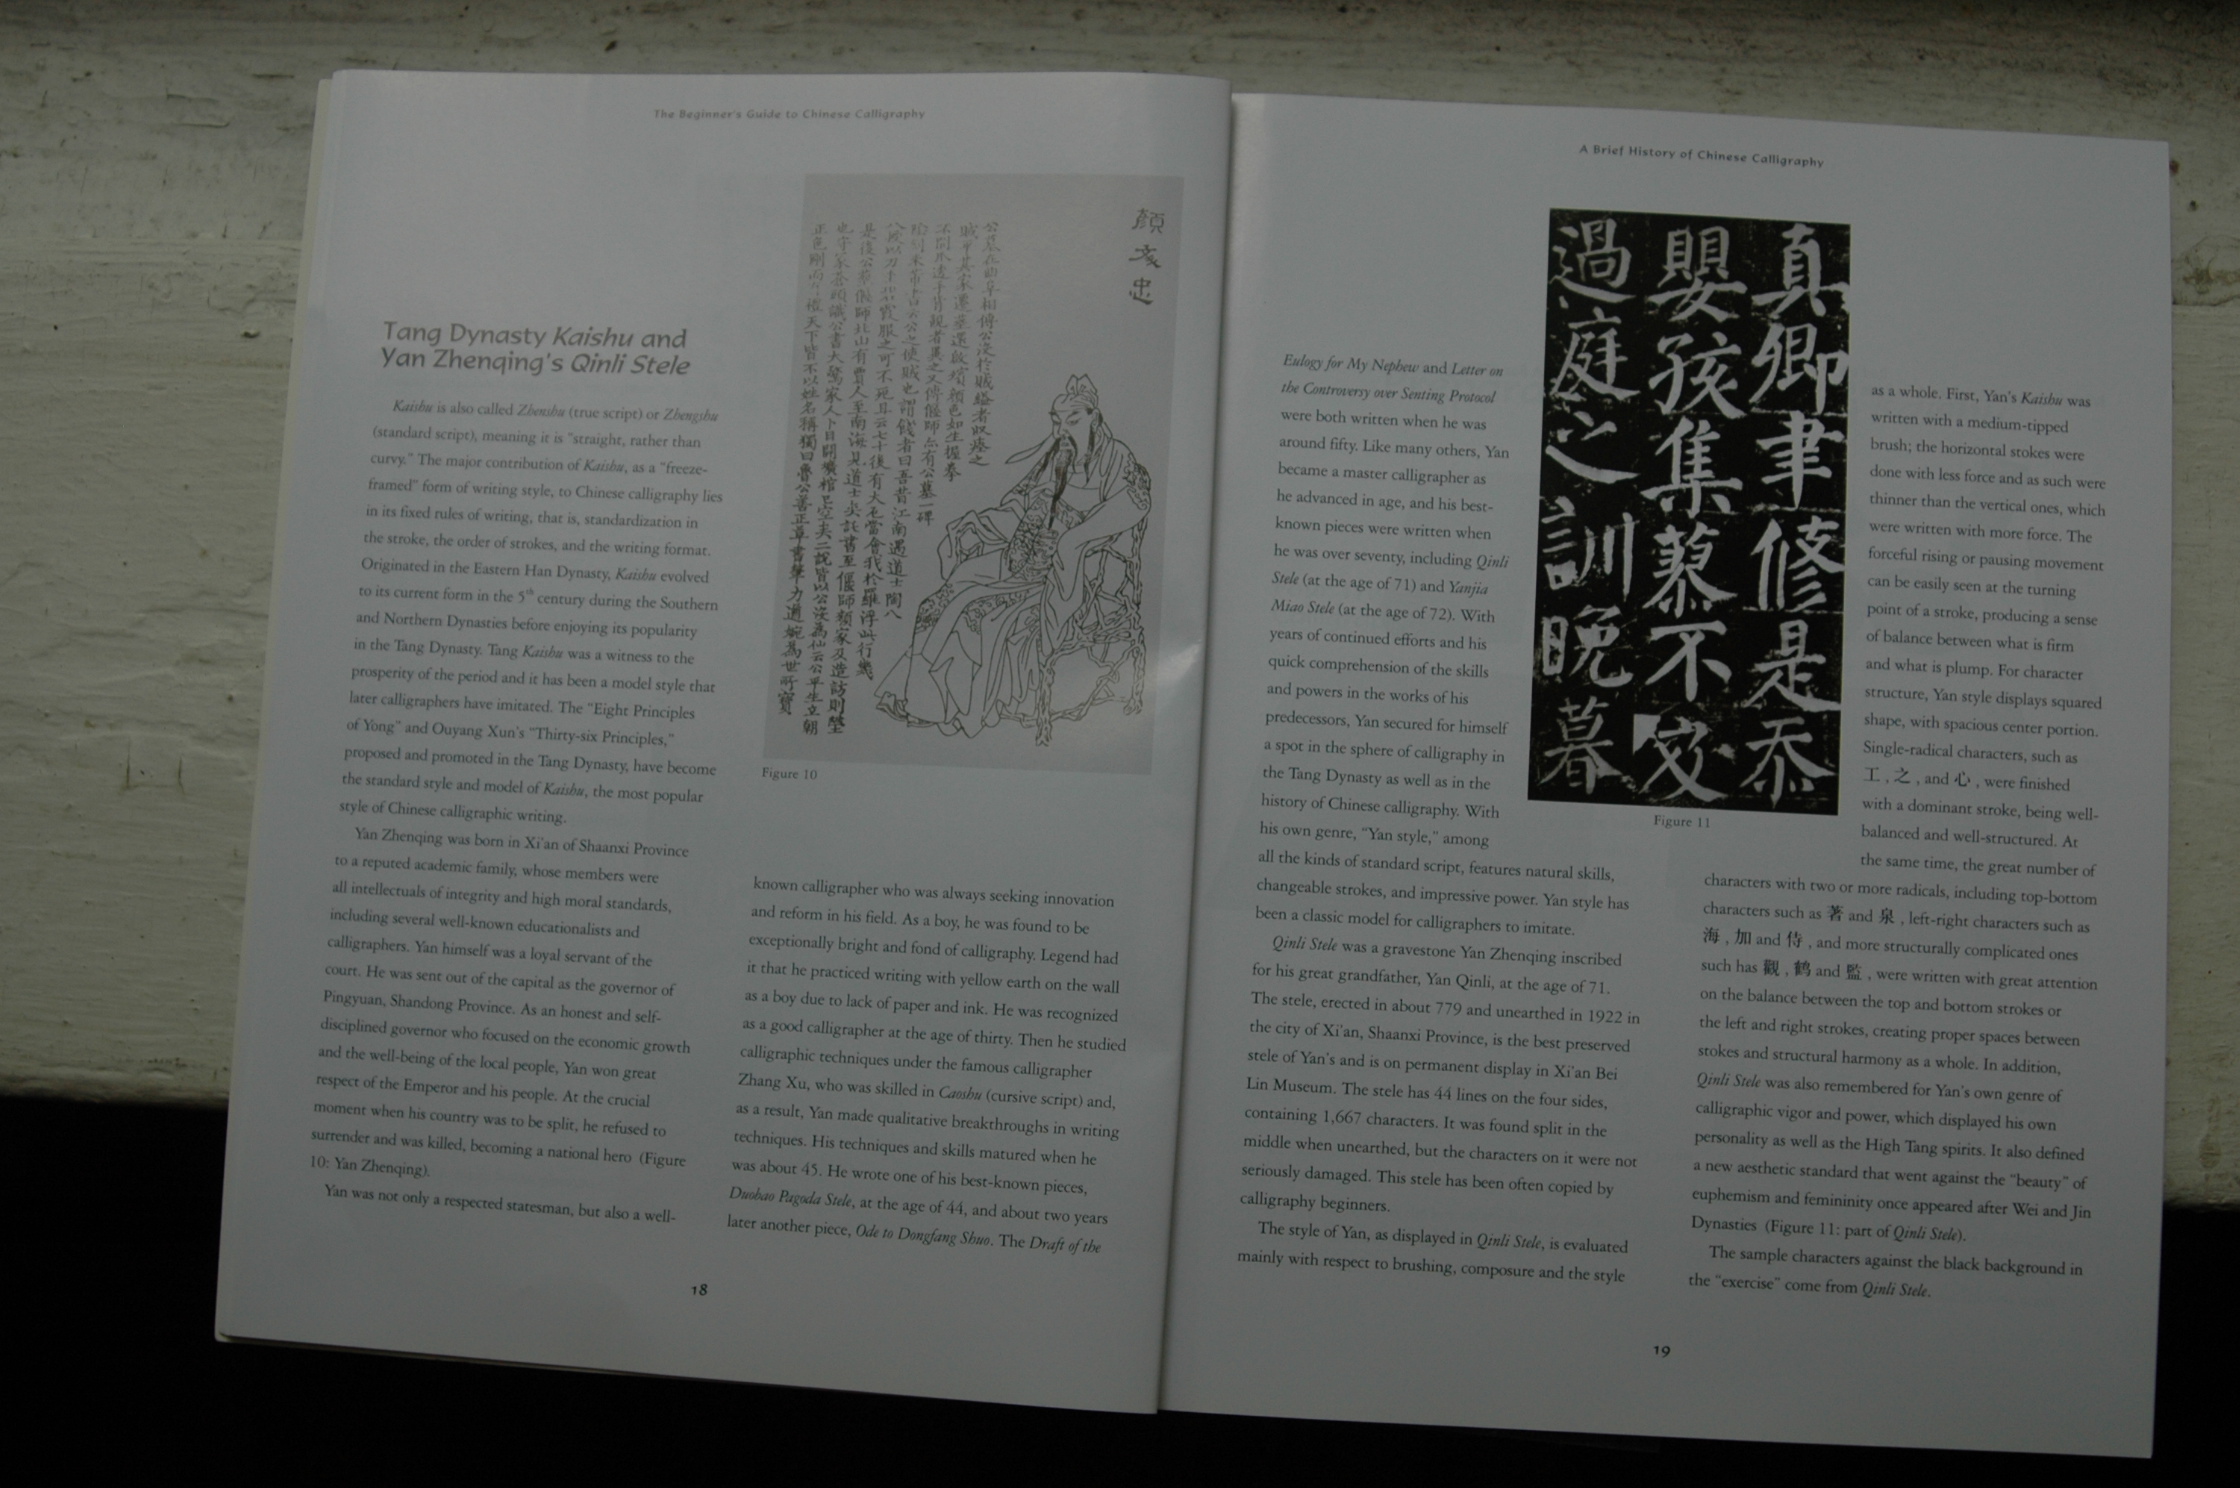 The Beginner's Guide to Chinese Calligraphy
Tang Dynasty Kaishu and
Yan Zhenqing's Qinli Stele
Kaishu is also called Zhenshu (true script) or Zhengshu
(standard script), meaning it is "straight, rather than
curvy." The major contribution of Kaishu, as a "freeze-
framed" form of writing style, to Chinese calligraphy lies
in its fixed rules of writing, that is, standardization in
the stroke, the order of strokes, and the writing format.
Originated in the Eastern Han Dynasty, Kaishu evolved
to its current form in the 5th century during the Southern
and Northern Dynasties before enjoying its popularity
in the Tang Dynasty. Tang Kaishu was a witness to the
prosperity of the period and it has been a model style that
later calligraphers have imitated. The "Eight Principles
of Yong" and Ouyang Xun's "Thirty-six Principles,"
proposed and promoted in the Tang Dynasty, have become
the standard style and model of Kaishu, the most popular
style of Chinese calligraphic writing.
Yan Zhenqing was born in Xi'an of Shaanxi Province
to a reputed academic family, whose members were
all intellectuals of integrity and high moral standards,
including several well-known educationalists and
calligraphers. Yan himself was a loyal servant of the
court. He was sent out of the capital as the governor of
Pingyuan, Shandong Province. As an honest and self-
disciplined governor who focused on the economic growth
and the well-being of the local people, Yan won great
respect of the Emperor and his people. At the crucial
moment when his country was to be split, he refused to
surrender and was killed, becoming a national hero (Figure
10: Yan Zhenqing).
Yan was not only a respected statesman, but also a well-
顏文忠
Figure 10
known calligrapher who was always seeking innovation
and reform in his field. As a boy, he was found to be
exceptionally bright and fond of calligraphy. Legend had
it that he practiced writing with yellow earth on the wall
as a boy due to lack of paper and ink. He was recognized
as a good calligrapher at the age of thirty. Then he studied
calligraphic techniques under the famous calligrapher
Zhang Xu, who was skilled in Caoshu (cursive script) and,
as a result, Yan made qualitative breakthroughs in writing
techniques. His techniques and skills matured when he
was about 45. He wrote one of his best-known pieces,
Duobao Pagoda Stele, at the age of 44, and about two years
later another piece, Ode to Dongfang Shuo. The Draft of the
18
A Brief History of Chinese Calligraphy
Eulogy for My Nephew and Letter on
the Controversy over Senting Protocol
were both written when he was
around fifty. Like many others, Yan
became a master calligrapher as
he advanced in age, and his best-
known pieces were written when
he was over seventy, including Qinli
Stele (at the age of 71) and Yanjia
Miao Stele (at the age of 72). With
years of continued efforts and his
quick comprehension of the skills
and powers in the works of his
predecessors, Yan secured for himself
a spot in the sphere of calligraphy in
the Tang Dynasty as well as in the
history of Chinese calligraphy. With
his own genre, "Yan style," among
all the kinds of standard script, features natural skills,
changeable strokes, and impressive power. Yan style has
been a classic model for calligraphers to imitate.
Qinli Stele was a gravestone Yan Zhenqing inscribed
for his great grandfather, Yan Qinli, at the age of 71.
The stele, erected in about 779 and unearthed in 1922 in
the city of Xi'an, Shaanxi Province, is the best preserved
stele of Yan's and is on permanent display in Xi'an Bei
Lin Museum. The stele has 44 lines on the four sides,
containing 1,667 characters. It was found split in the
middle when unearthed, but the characters on it were not
seriously damaged. This stele has been often copied by
calligraphy beginners.
The style of Yan, as displayed in Qinli Stele, is evaluated
mainly with respect to brushing, composure and the style
真卿聿修是忝
嬰孩集蓼不及
過庭之訓晚暮
Figure 11
as a whole. First, Yan's Kaishu was
written with a medium-tipped
brush; the horizontal stokes were
done with less force and as such were
thinner than the vertical ones, which
were written with more force. The
forceful rising or pausing movement
can be easily seen at the turning
point of a stroke, producing a sense
of balance between what is firm
and what is plump. For character
structure, Yan style displays squared
shape, with spacious center portion.
Single-radical characters, such as
工, 之, and 心, were finished
with a dominant stroke, being well-
balanced and well-structured. At
the same time, the great number of
characters with two or more radicals, including top-bottom
characters such as 著 and 泉, left-right characters such as
海, 加 and 侍, and more structurally complicated ones
such has 觀, 鹤 and 監, were written with great attention
on the balance between the top and bottom strokes or
the left and right strokes, creating proper spaces between
stokes and structural harmony as a whole. In addition,
Qinli Stele was also remembered for Yan's own genre of
calligraphic vigor and power, which displayed his own
personality as well as the High Tang spirits. It also defined
a new aesthetic standard that went against the "beauty" of
euphemism and femininity once appeared after Wei and Jin
Dynasties (Figure 11: part of Qinli Stele).
The sample characters against the black background in
the "exercise" come from Qinli Stele.
19